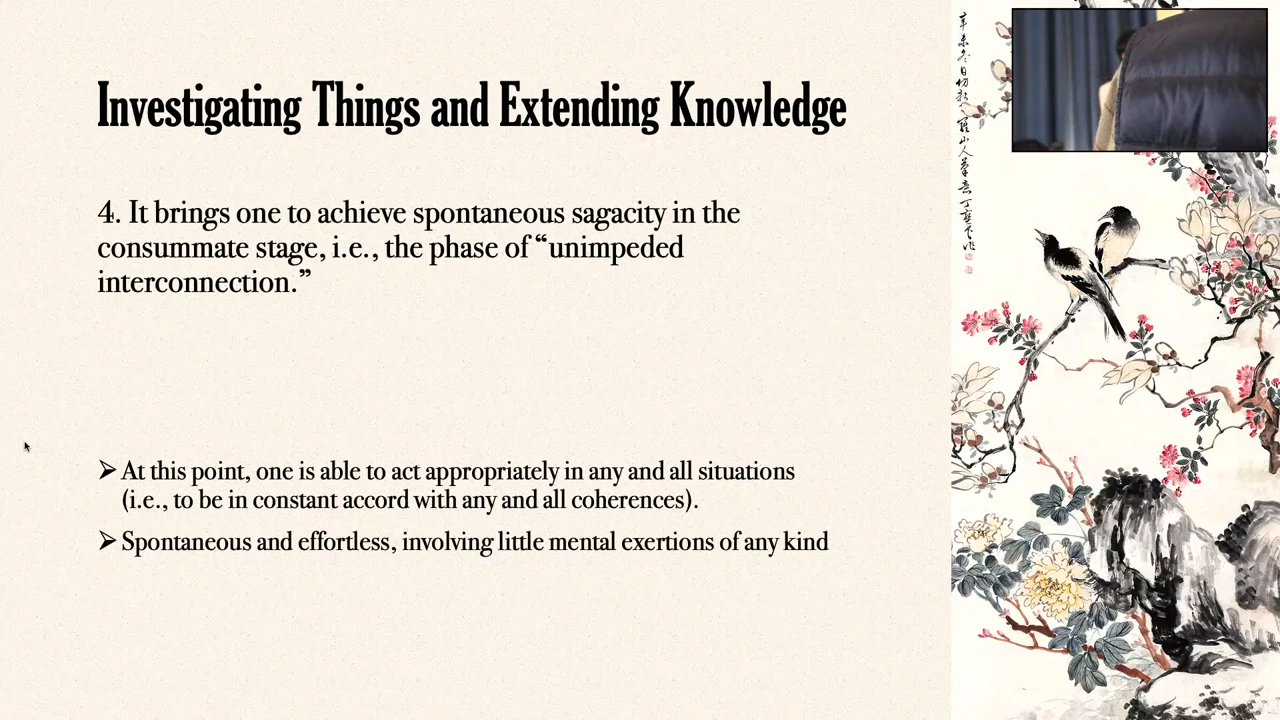 Investigating Things and Extending Knowledge
4. It brings one to achieve spontaneous sagacity in the
consummate stage, i.e., the phase of “unimpeded
interconnection.”
➢ At this point, one is able to act appropriately in any and all situations
(i.e., to be in constant accord with any and all coherences).
➢ Spontaneous and effortless, involving little mental exertions of any kind